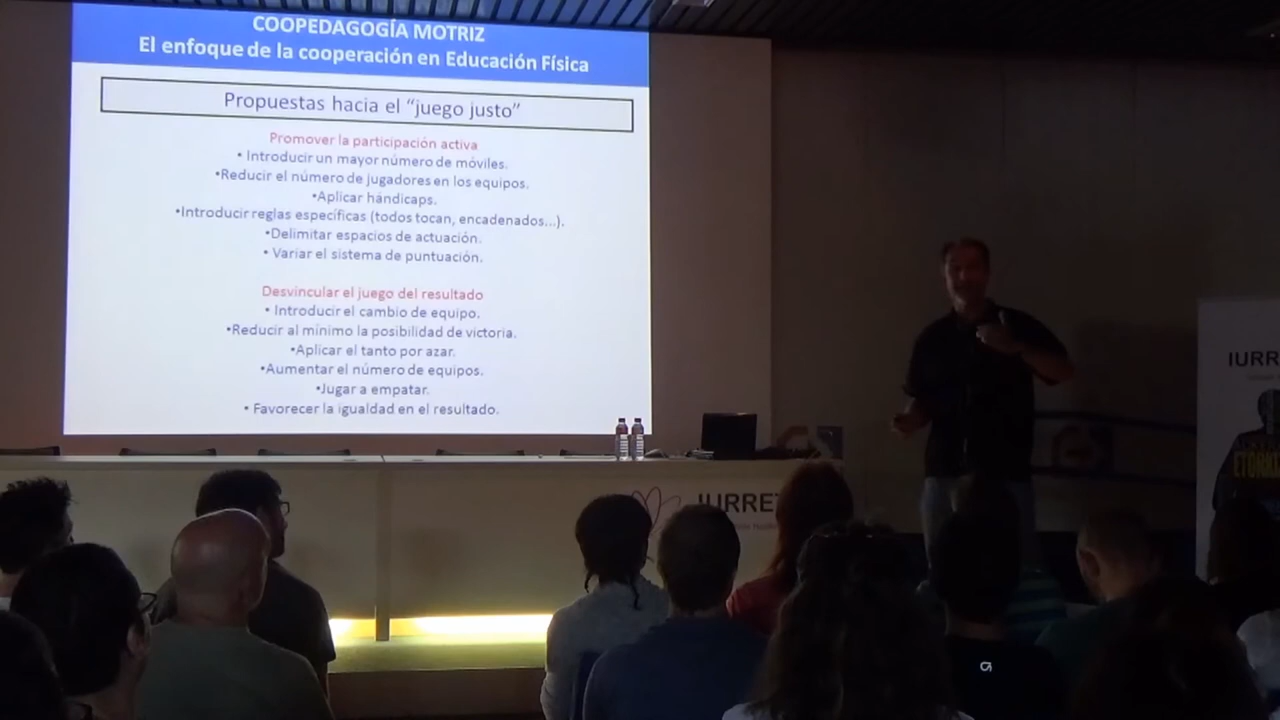 COOPEDAGOGÍA MOTRIZ
El enfoque de la cooperación en Educación Física
Propuestas hacia el “juego justo”
Promover la participación activa
• Introducir un mayor número de móviles.
•Reducir el número de jugadores en los equipos.
•Aplicar hándicaps.
•Introducir reglas específicas (todos tocan, encadenados...).
•Delimitar espacios de actuación.
• Variar el sistema de puntuación.
Desvincular el juego del resultado
• Introducir el cambio de equipo.
•Reducir al mínimo la posibilidad de victoria.
•Aplicar el tanto por azar.
•Aumentar el número de equipos.
•Jugar a empatar.
• Favorecer la igualdad en el resultado.
IURR
IURRE